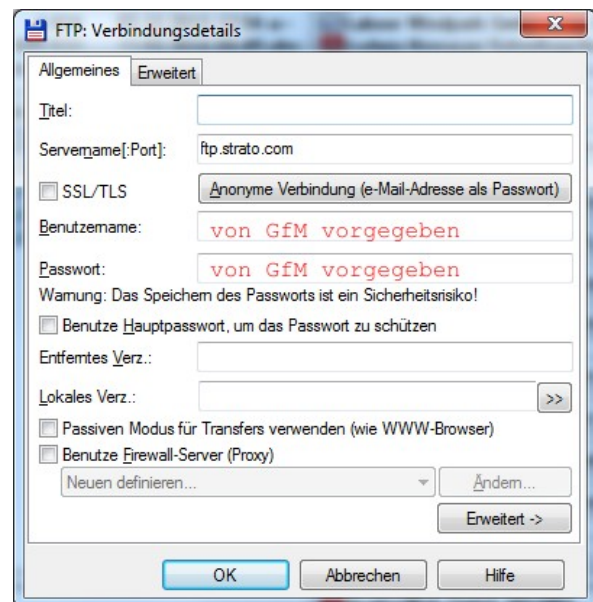 FTP: Verbindungsdetails
Allgemeines Erweitert
Titel:
Servername[:Port]: ftp.strato.com
SSL/TLS Anonyme Verbindung (e-Mail-Adresse als Passwort)
Benutzername: von GfM vorgegeben
Passwort: von GfM vorgegeben
Warnung: Das Speichern des Passworts ist ein Sicherheitsrisiko!
Benutze Hauptpasswort, um das Passwort zu schützen
Entferntes Verz.:
Lokales Verz.: >>
Passiven Modus für Transfers verwenden (wie WWW-Browser)
Benutze Firewall-Server (Proxy)
Neuen definieren... Ändern...
Erweitert ->
OK Abbrechen Hilfe